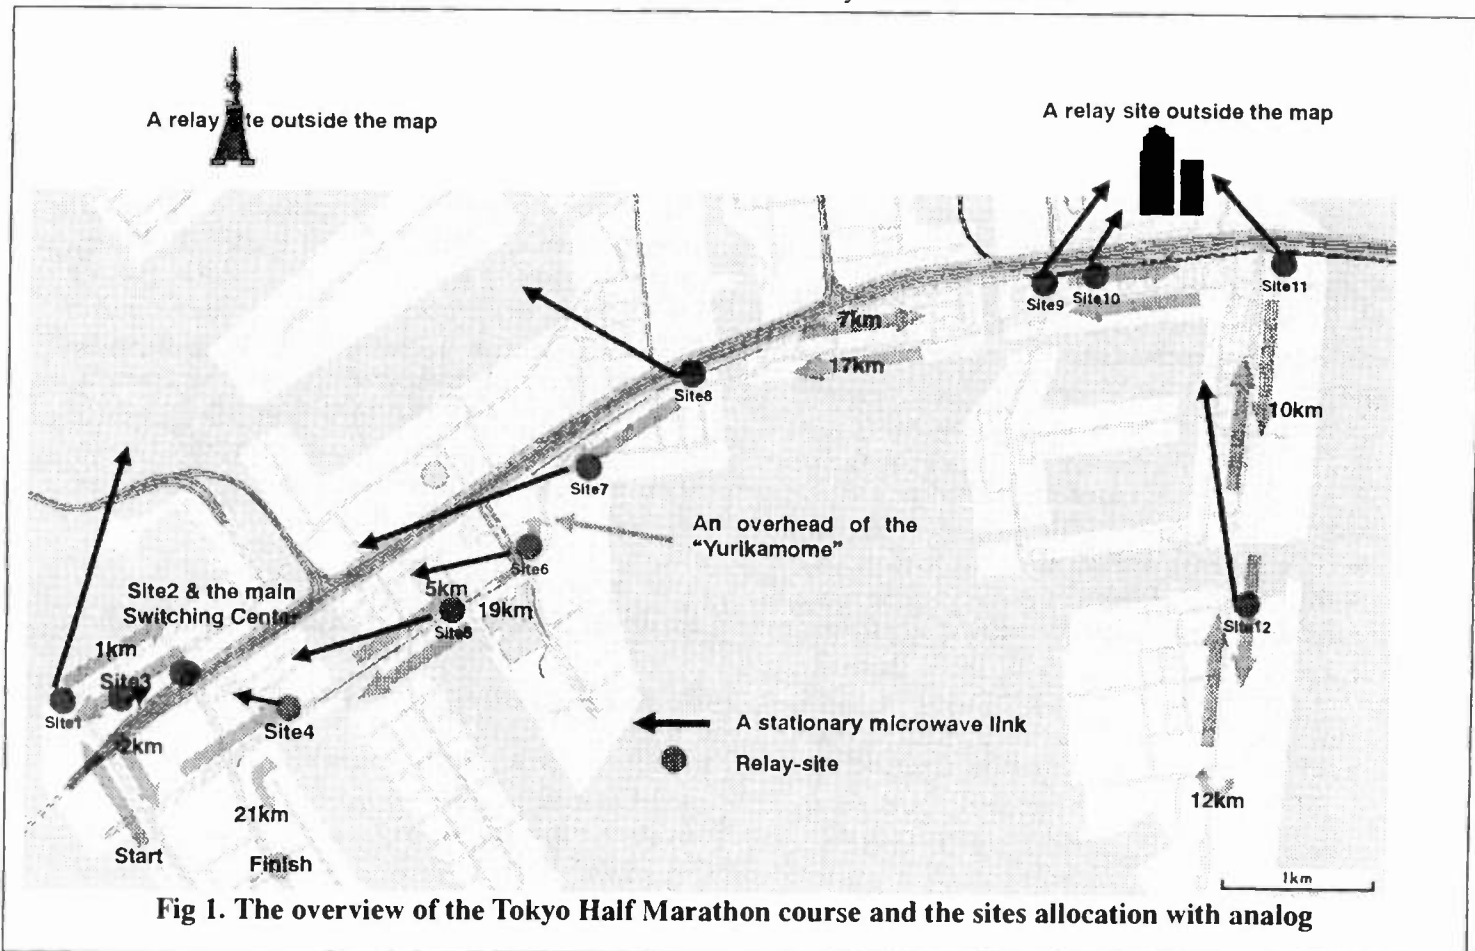 A relay te outside the map
A relay site outside the map
Site9
Site10
Site11
7km
17km
Site8
10km
Site7
An overhead of the
"Yurikamome"
Site6
5km
19km
Site5
Site2 & the main
Switching Center
1km
Site3
Site1
Site4
Site12
2km
A stationary microwave link
Relay-site
21km
12km
Start
Finish
1km
Fig 1. The overview of the Tokyo Half Marathon course and the sites allocation with analog